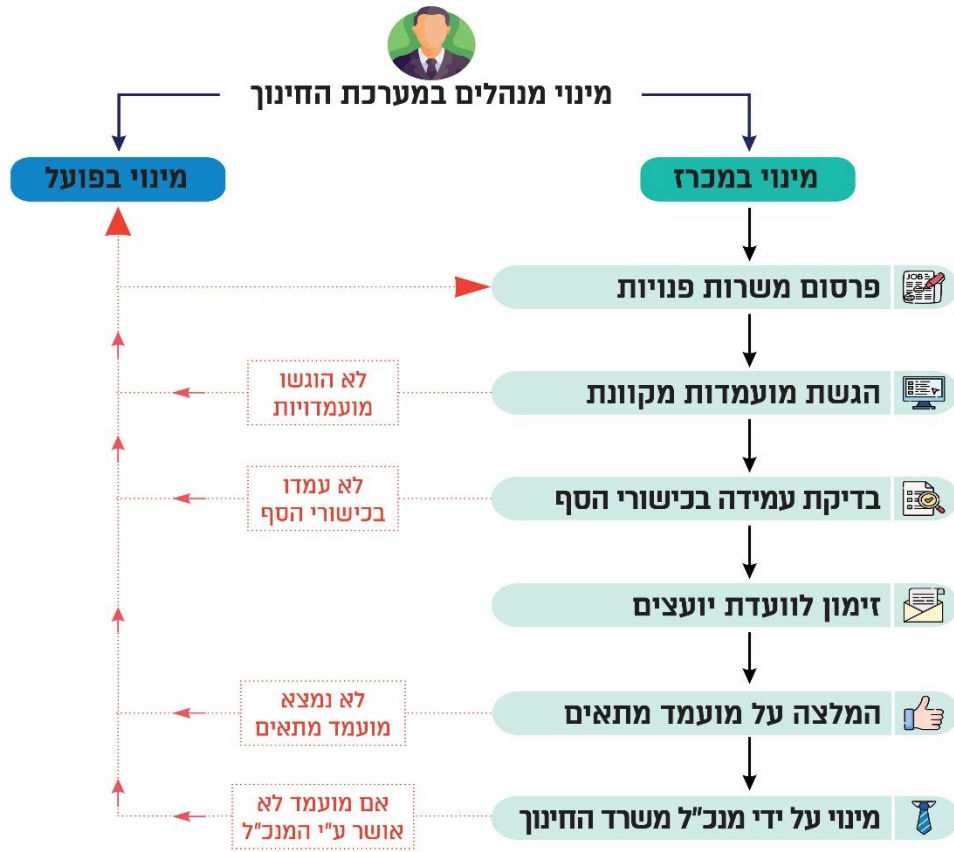 מינוי מנהלים במערכת החינוך
מינוי במכרז
מינוי בפועל
JOB
פרסום משרות פנויות
הגשת מועמדות מקוונת
לא הוגשו
מועמדויות
בדיקת עמידה בכישורי הסף
לא עמדו
בכישורי הסף
זימון לוועדת יועצים
המלצה על מועמד מתאים
לא נמצא
מועמד מתאים
מינוי על ידי מנכ"ל משרד החינוך
אם מועמד לא
אושר ע"י המנכ"ל